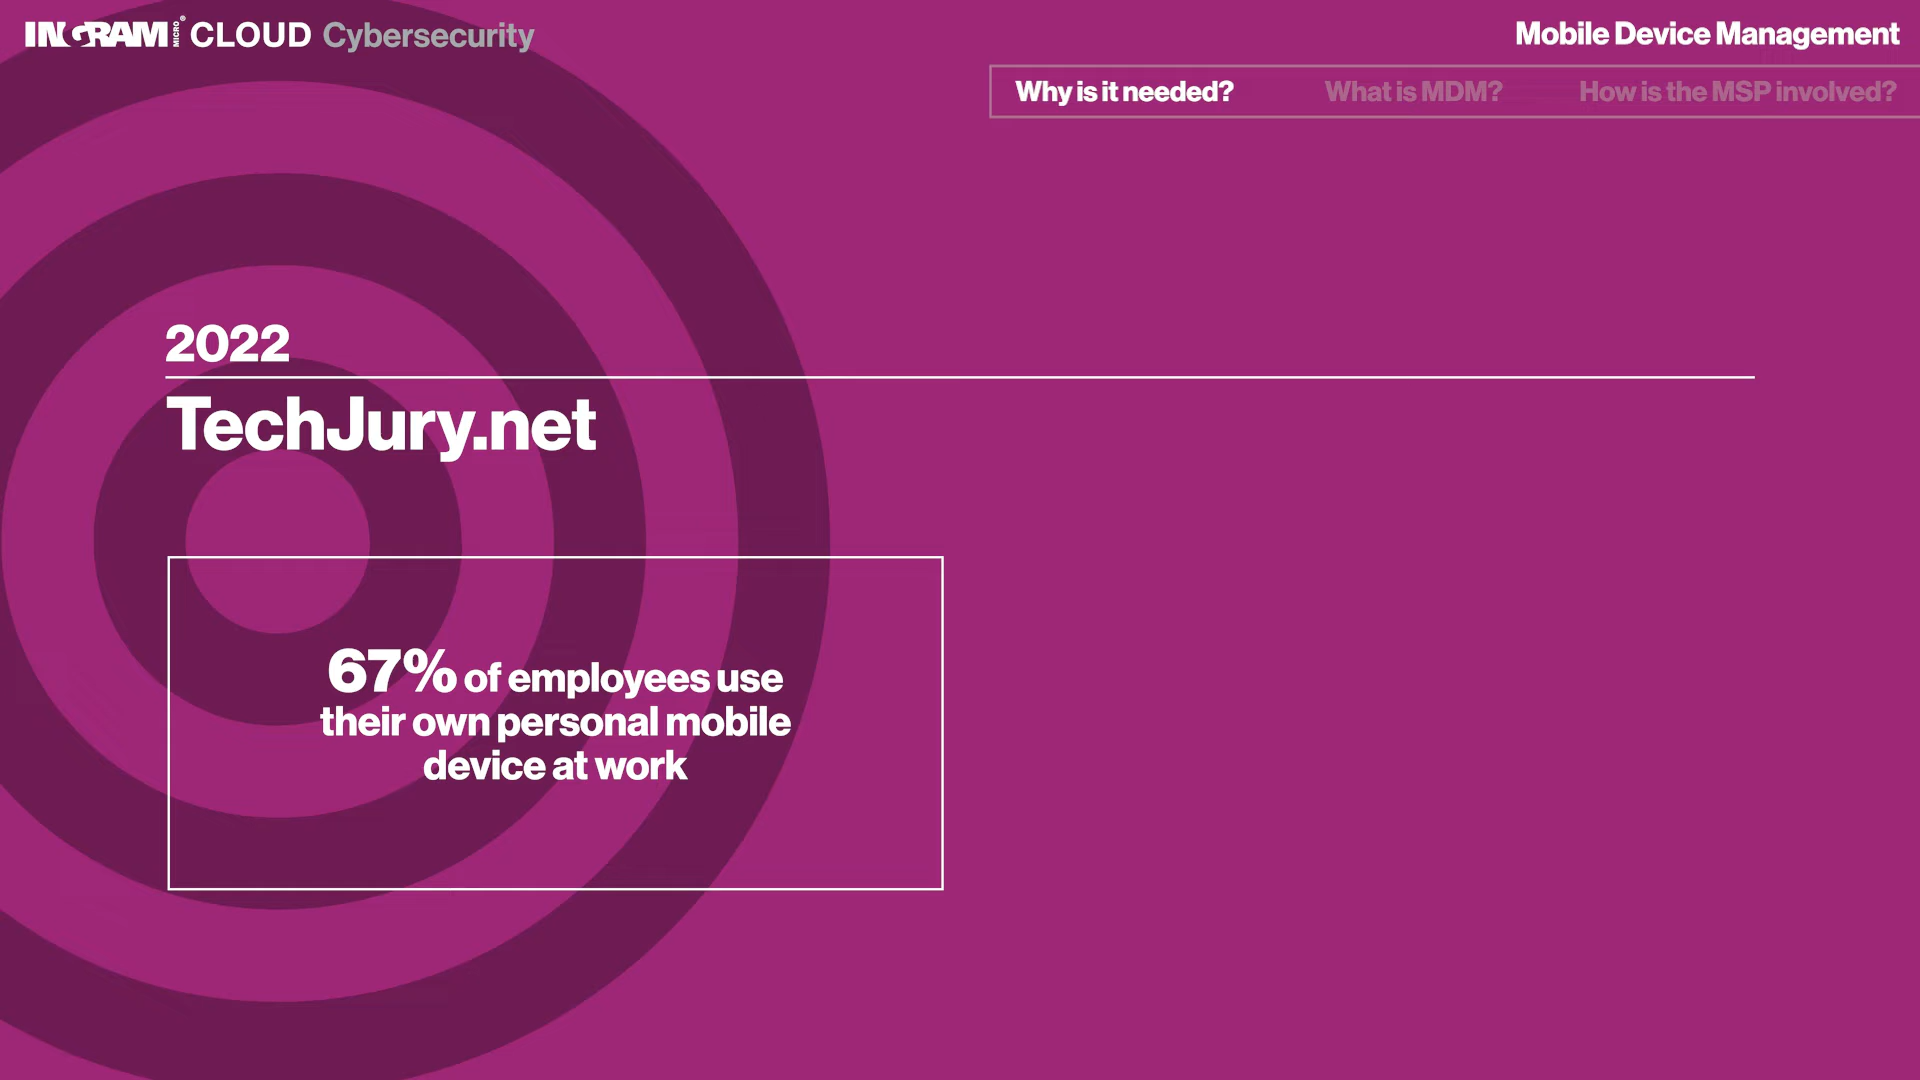 INGRAM MICRO® CLOUD Cybersecurity
Mobile Device Management
Why is it needed? What is MDM? How is the MSP involved?
2022
TechJury.net
67% of employees use
their own personal mobile
device at work